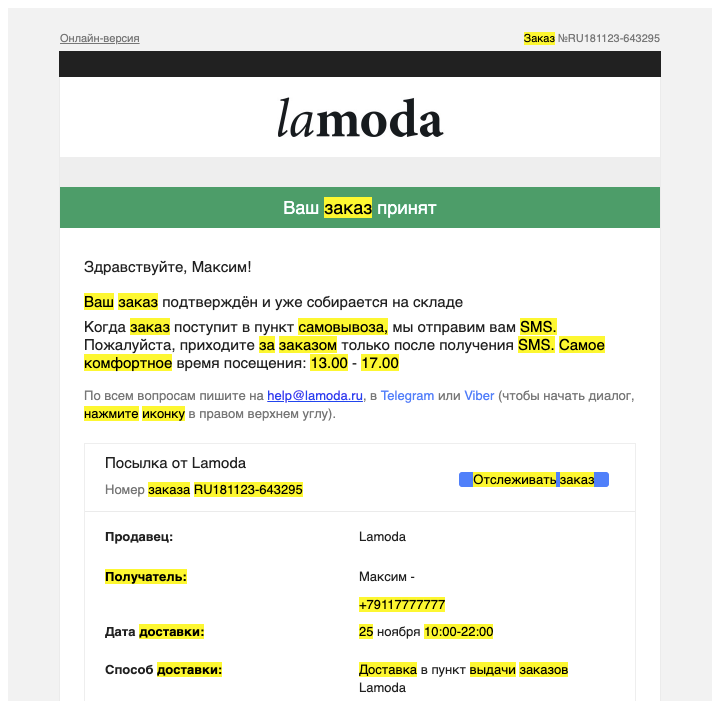 Онлайн-версия
Заказ №RU181123-643295
lamoda
Ваш заказ принят
Здравствуйте, Максим!
Ваш заказ подтверждён и уже собирается на складе
Когда заказ поступит в пункт самовывоза, мы отправим вам SMS.
Пожалуйста, приходите за заказом только после получения SMS. Самое
комфортное время посещения: 13.00 - 17.00
По всем вопросам пишите на help@lamoda.ru, в Telegram или Viber (чтобы начать диалог,
нажмите иконку в правом верхнем углу).
Посылка от Lamoda
Номер заказа RU181123-643295
Отслеживать заказ
Продавец: Lamoda
Получатель: Максим -
+79117777777
Дата доставки: 25 ноября 10:00-22:00
Способ доставки: Доставка в пункт выдачи заказов
Lamoda